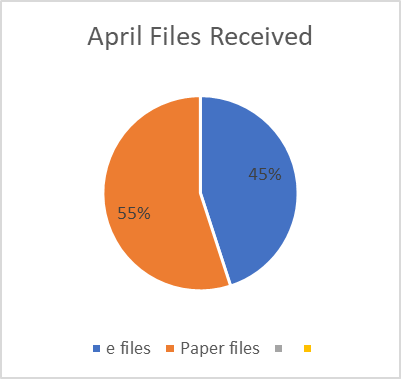 April Files Received
45%
55%
e files Paper files